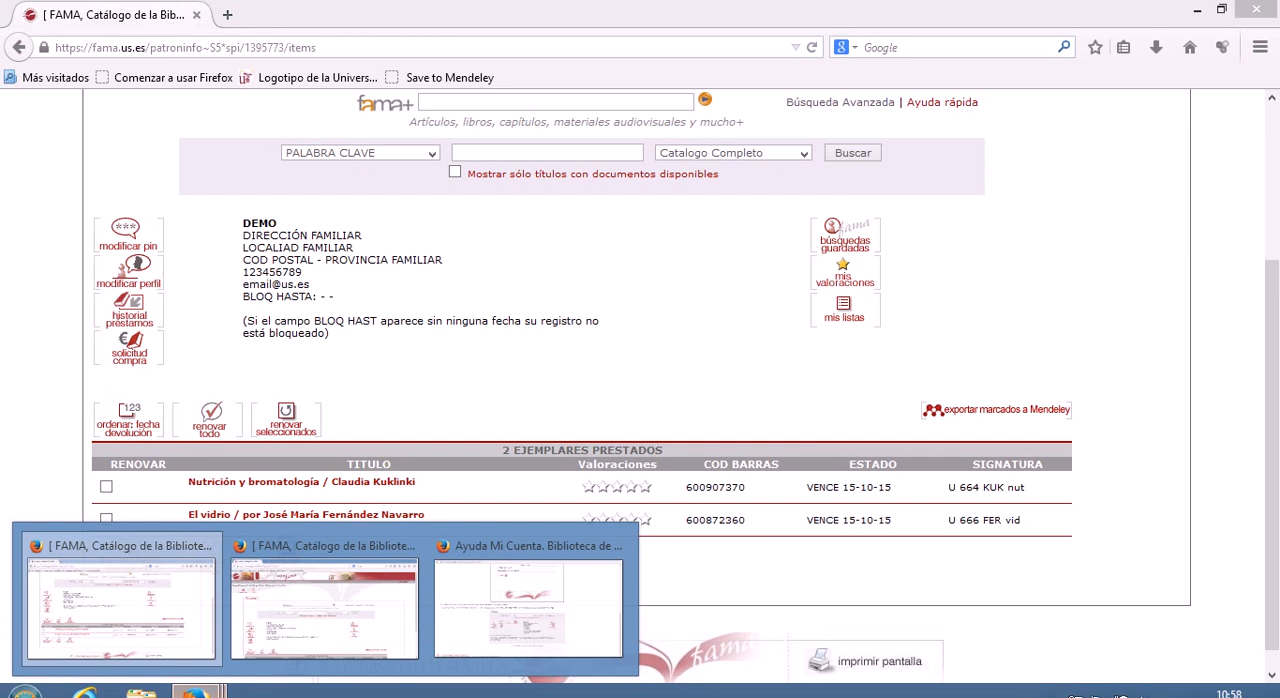 [ FAMA, Catálogo de la Bib...
https://fama.us.es/patroninfo~S5*spi/1395773/items
Google
Más visitados
Comenzar a usar Firefox
Logotipo de la Univers...
Save to Mendeley
fama+
Búsqueda Avanzada | Ayuda rápida
Artículos, libros, capítulos, materiales audiovisuales y mucho+
PALABRA CLAVE
Catalogo Completo
Buscar
Mostrar sólo títulos con documentos disponibles
modificar pin
modificar perfil
historial préstamos
solicitud compra
DEMO
DIRECCIÓN FAMILIAR
LOCALIAD FAMILIAR
COD POSTAL - PROVINCIA FAMILIAR
123456789
email@us.es
BLOQ HASTA: - -
(Si el campo BLOQ HAST aparece sin ninguna fecha su registro no
está bloqueado)
fama
búsquedas guardadas
mis valoraciones
mis listas
123
ordenar: fecha devolución
renovar todo
renovar seleccionados
exportar marcados a Mendeley
2 EJEMPLARES PRESTADOS
RENOVAR TITULO Valoraciones COD BARRAS ESTADO SIGNATURA
Nutrición y bromatología / Claudia Kuklinki 600907370 VENCE 15-10-15 U 664 KUK nut
El vidrio / por José María Fernández Navarro 600872360 VENCE 15-10-15 U 666 FER vid
[ FAMA, Catálogo de la Bibliote...
[ FAMA, Catálogo de la Bibliote...
Ayuda Mi Cuenta. Biblioteca de ...
fama
imprimir pantalla
10:58